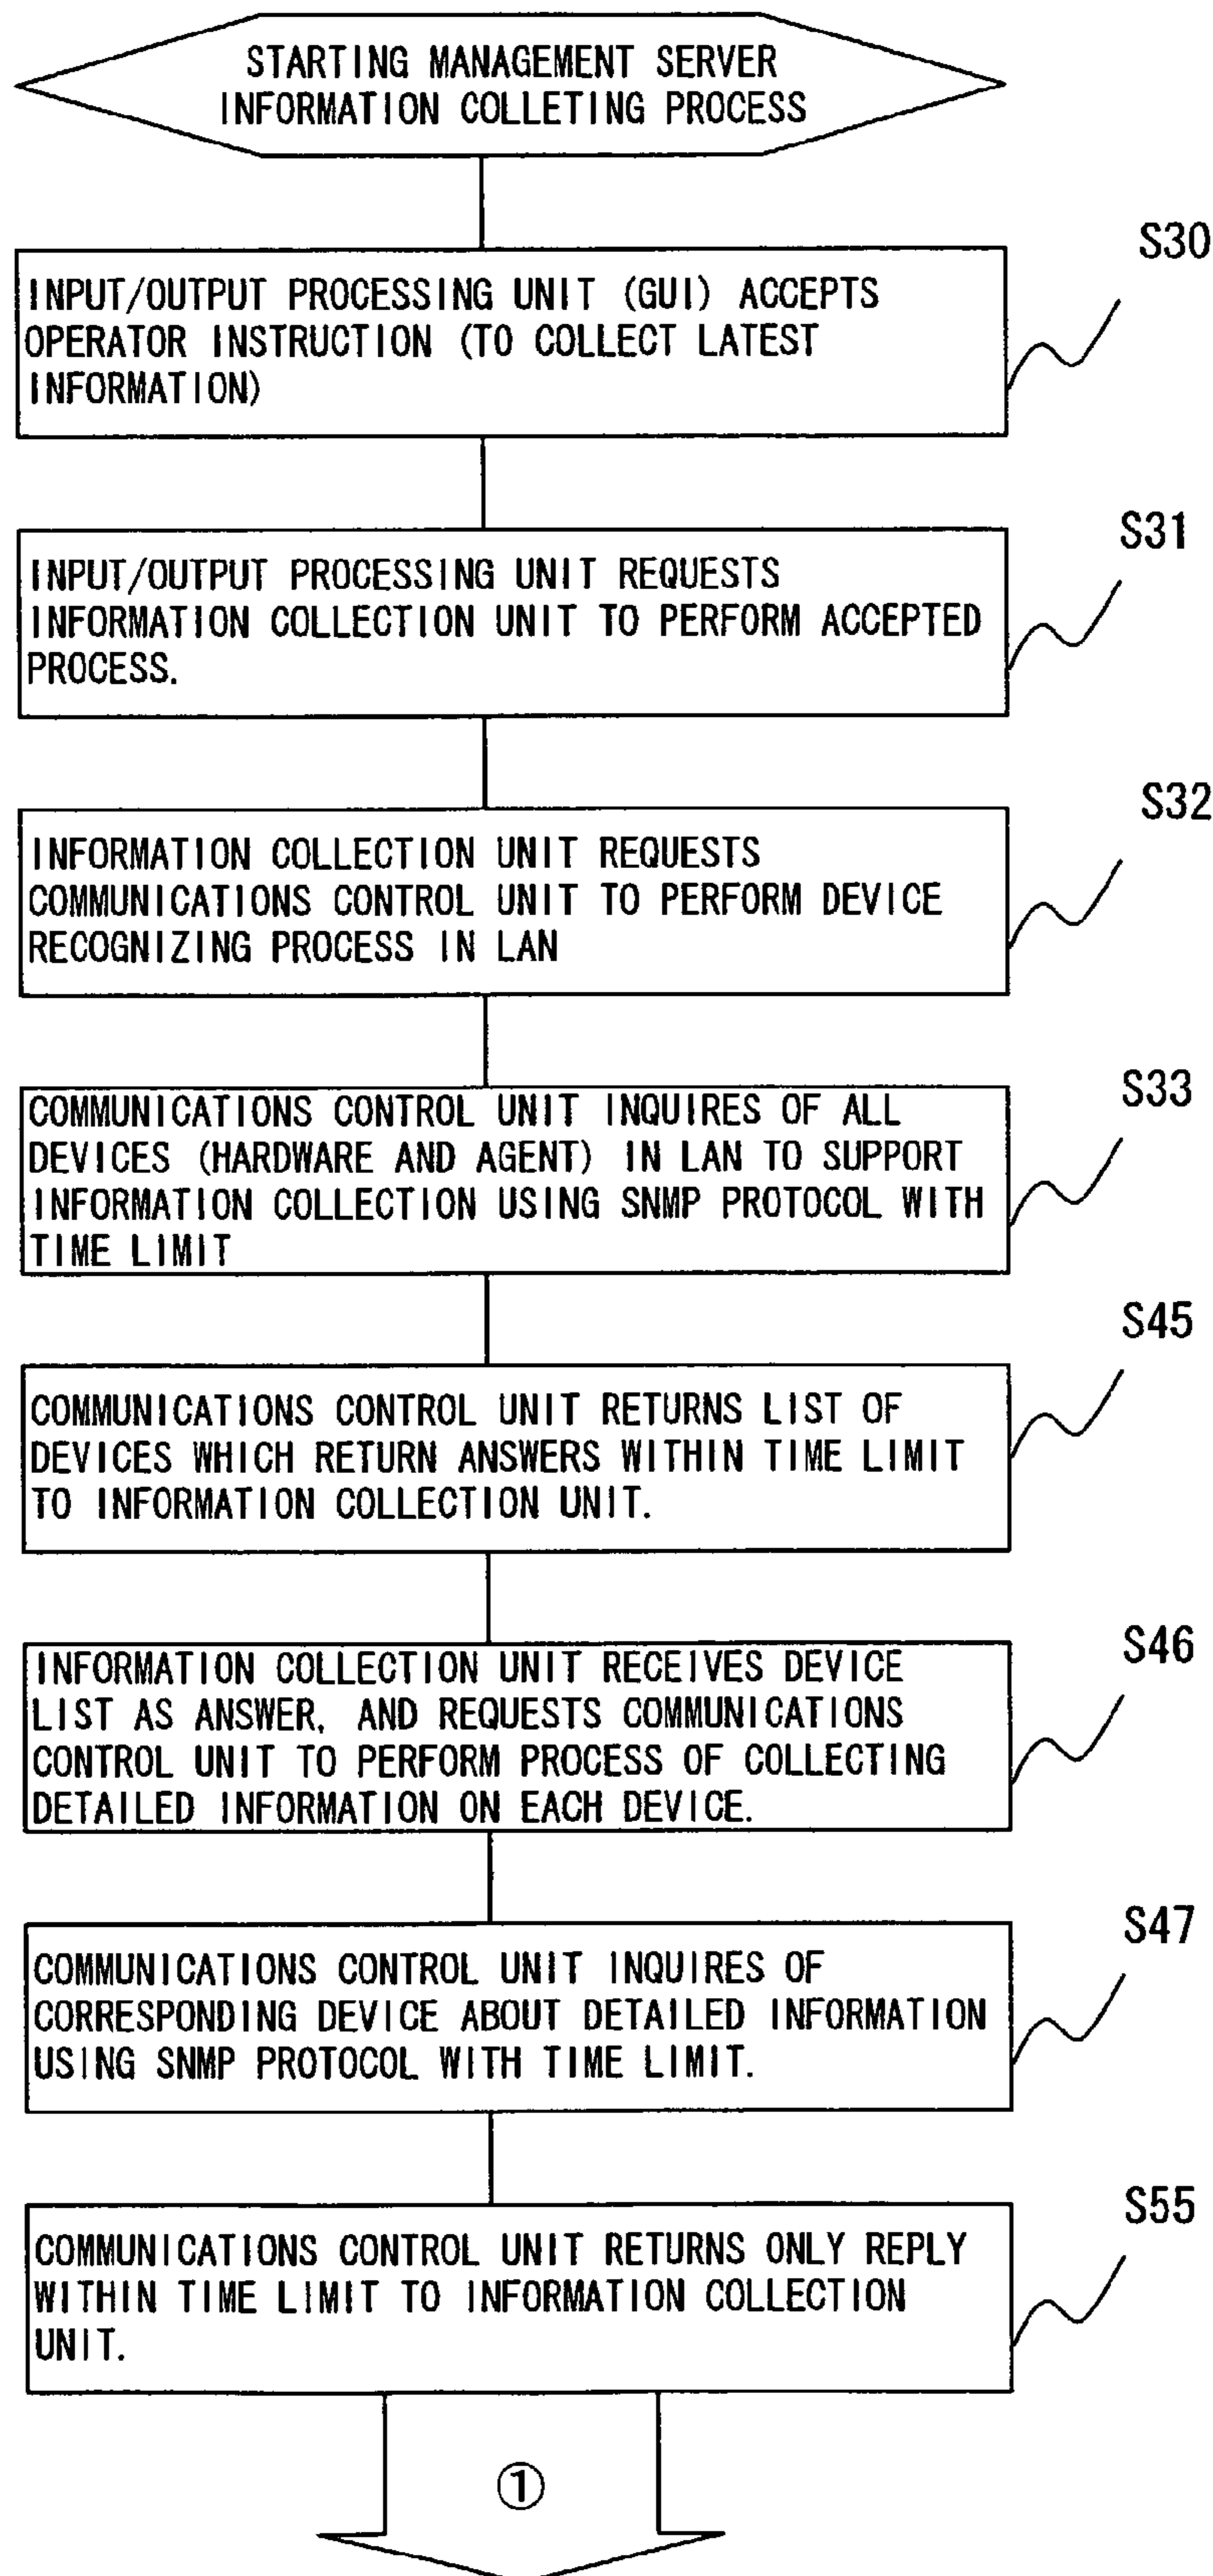 STARTING MANAGEMENT SERVER
INFORMATION COLLETING PROCESS
S30
INPUT/OUTPUT PROCESSING UNIT (GUI) ACCEPTS
OPERATOR INSTRUCTION (TO COLLECT LATEST
INFORMATION)
S31
INPUT/OUTPUT PROCESSING UNIT REQUESTS
INFORMATION COLLECTION UNIT TO PERFORM ACCEPTED
PROCESS.
S32
INFORMATION COLLECTION UNIT REQUESTS
COMMUNICATIONS CONTROL UNIT TO PERFORM DEVICE
RECOGNIZING PROCESS IN LAN
S33
COMMUNICATIONS CONTROL UNIT INQUIRES OF ALL
DEVICES (HARDWARE AND AGENT) IN LAN TO SUPPORT
INFORMATION COLLECTION USING SNMP PROTOCOL WITH
TIME LIMIT
S45
COMMUNICATIONS CONTROL UNIT RETURNS LIST OF
DEVICES WHICH RETURN ANSWERS WITHIN TIME LIMIT
TO INFORMATION COLLECTION UNIT.
S46
INFORMATION COLLECTION UNIT RECEIVES DEVICE
LIST AS ANSWER, AND REQUESTS COMMUNICATIONS
CONTROL UNIT TO PERFORM PROCESS OF COLLECTING
DETAILED INFORMATION ON EACH DEVICE.
S47
COMMUNICATIONS CONTROL UNIT INQUIRES OF
CORRESPONDING DEVICE ABOUT DETAILED INFORMATION
USING SNMP PROTOCOL WITH TIME LIMIT.
S55
COMMUNICATIONS CONTROL UNIT RETURNS ONLY REPLY
WITHIN TIME LIMIT TO INFORMATION COLLECTION
UNIT.
①